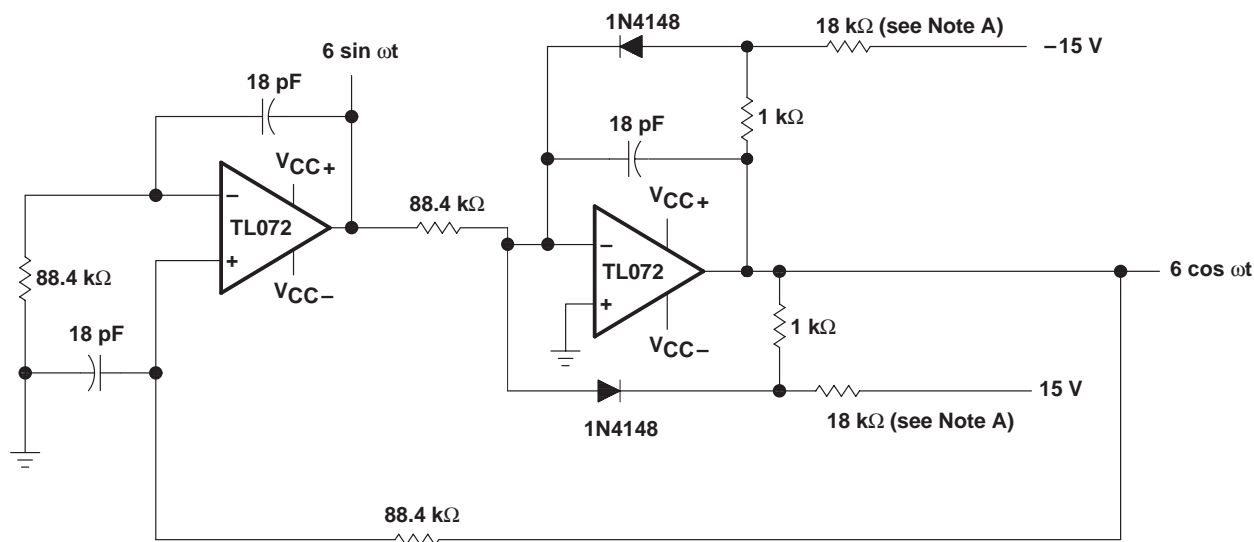 1N4148
18 kΩ (see Note A)
−15 V
6 sin ωt
18 pF
1 kΩ
18 pF
VCC+
88.4 kΩ
VCC+
−
TL072
+
−
TL072
+
6 cos ωt
88.4 kΩ
VCC−
1 kΩ
18 pF
VCC−
15 V
1N4148
18 kΩ (see Note A)
88.4 kΩ